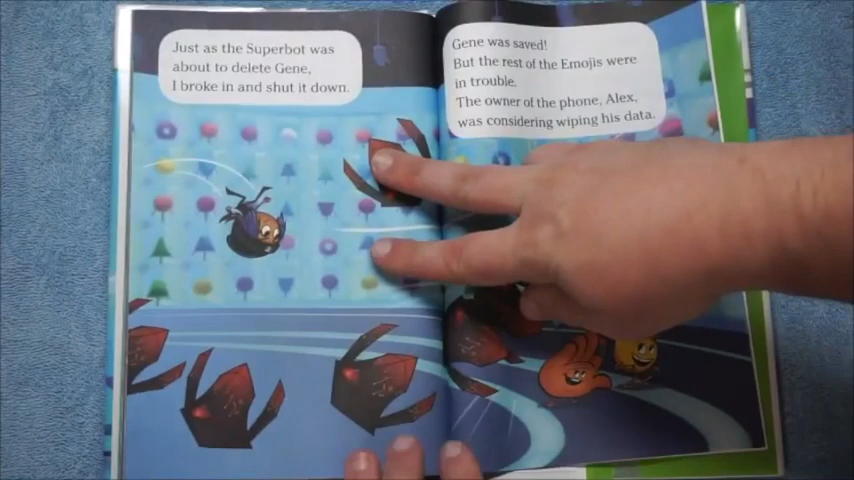 Just as the Superbot was
about to delete Gene,
I broke in and shut it down.
Gene was saved!
But the rest of the Emojis were
in trouble.
The owner of the phone, Alex,
was considering wiping his data.